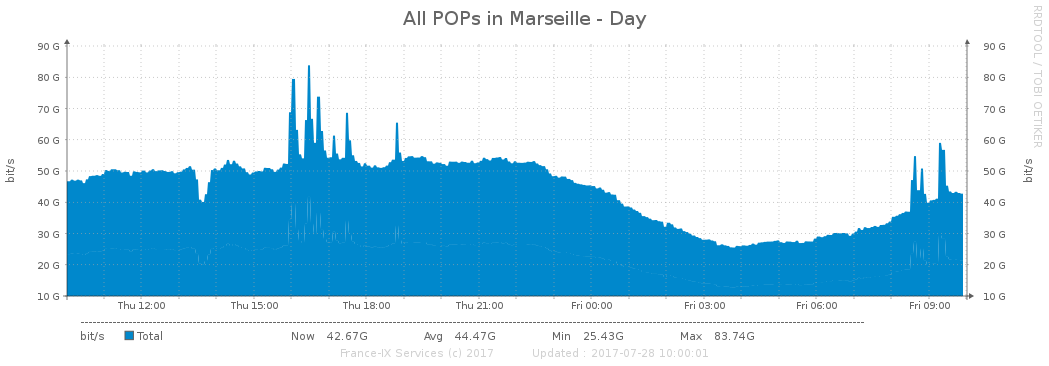 All POPs in Marseille - Day
RRDTOOL / TOBI OETIKER
bit/s
90 G 90 G
80 G 80 G
70 G 70 G
60 G 60 G
50 G 50 G
40 G 40 G
30 G 30 G
20 G 20 G
10 G 10 G
bit/s
Thu 12:00 Thu 15:00 Thu 18:00 Thu 21:00 Fri 00:00 Fri 03:00 Fri 06:00 Fri 09:00
bit/s Total Now 42.67G Avg 44.47G Min 25.43G Max 83.74G
France-IX Services (c) 2017 Updated : 2017-07-28 10:00:01